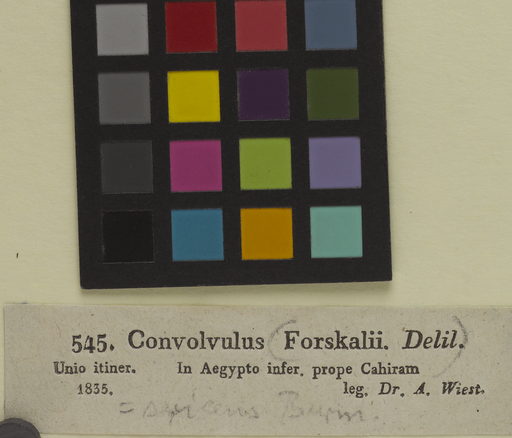 545. Convolvulus (Forskalii. Delil.)
Unio itiner. In Aegypto infer. prope Cahiram
1835. leg. Dr. A. Wiest.
=